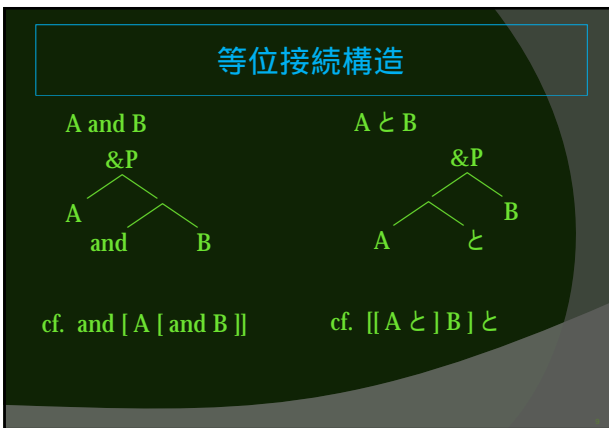 等位接続構造
A and B
&P
A
and B
cf. and [ A [ and B ]]
A と B
&P
B
A と
cf. [[ A と ] B ] と